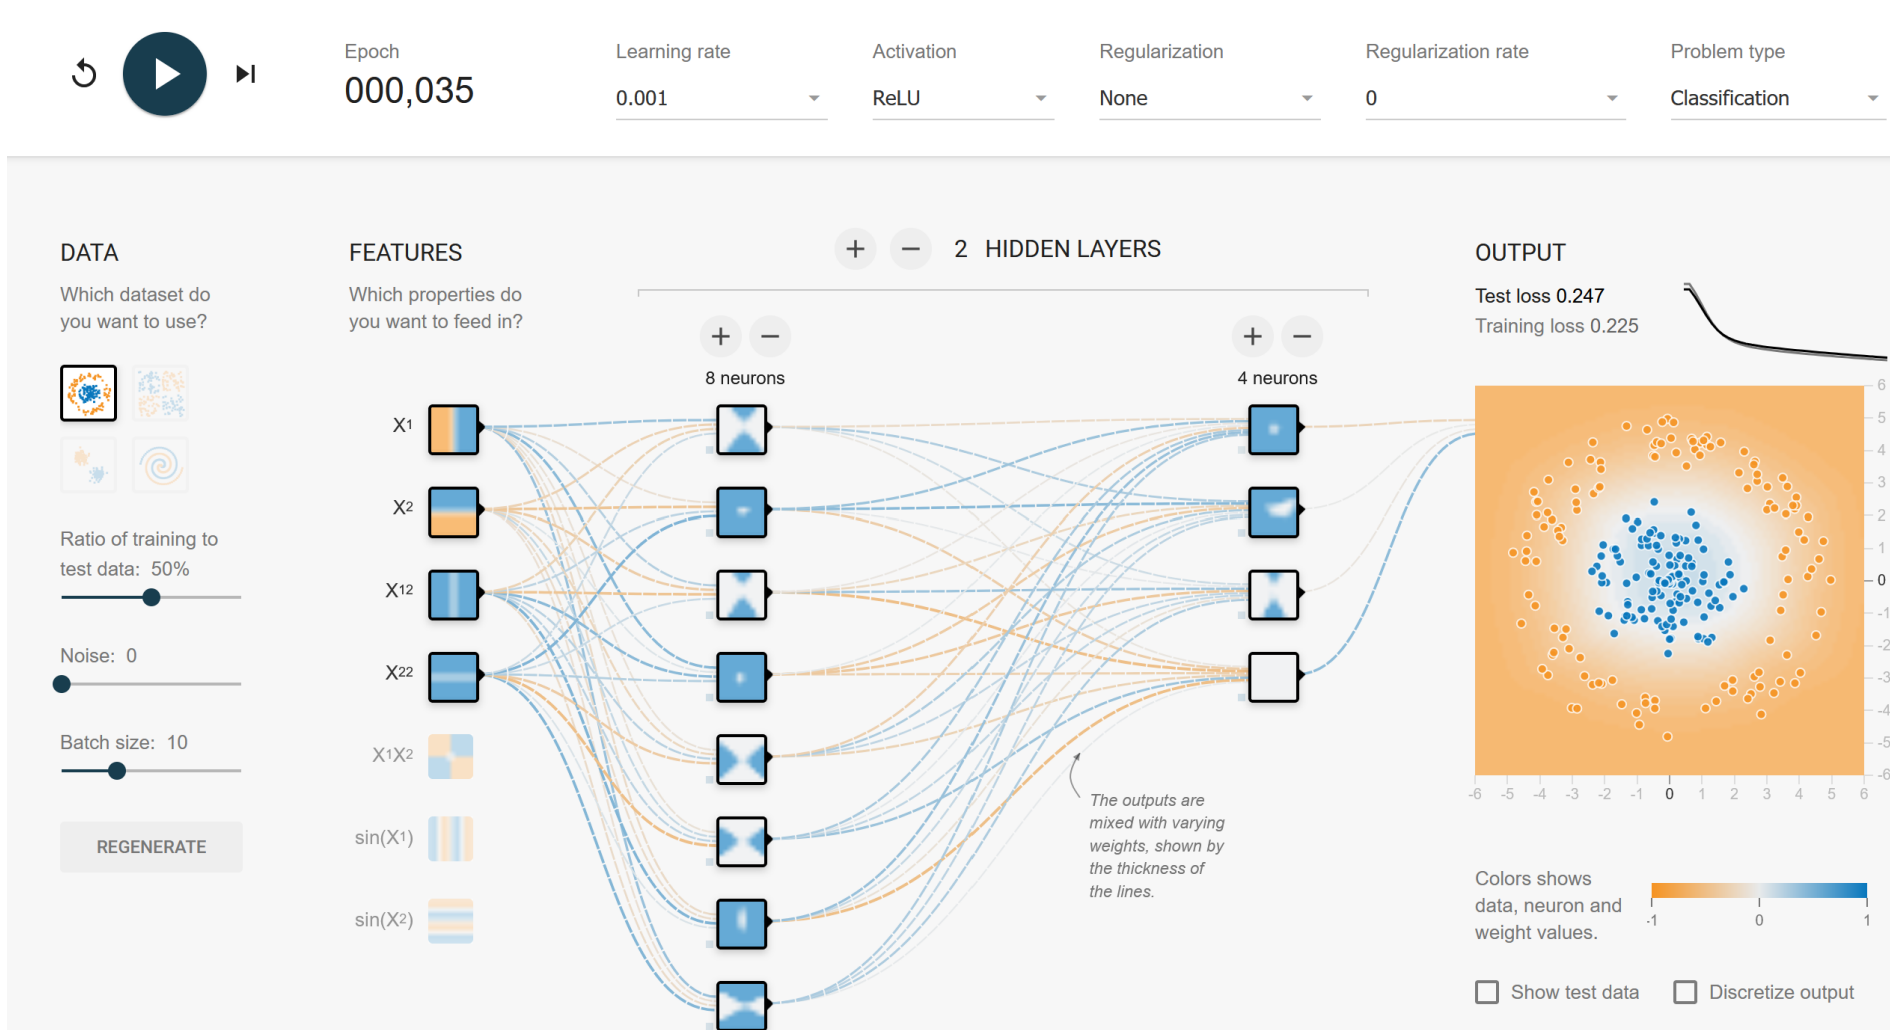 Epoch
000,035
Learning rate
0.001
Activation
ReLU
Regularization
None
Regularization rate
0
Problem type
Classification
DATA
Which dataset do
you want to use?
Ratio of training to
test data: 50%
Noise: 0
Batch size: 10
REGENERATE
FEATURES
Which properties do
you want to feed in?
X1
X2
X12
X22
X1X2
sin(X1)
sin(X2)
2 HIDDEN LAYERS
8 neurons
4 neurons
The outputs are
mixed with varying
weights, shown by
the thickness of
the lines.
OUTPUT
Test loss 0.247
Training loss 0.225
6
5
4
3
2
1
0
-1
-2
-3
-4
-5
-6
-6 -5 -4 -3 -2 -1 0 1 2 3 4 5 6
Colors shows
data, neuron and
weight values.
-1 0 1
Show test data
Discretize output